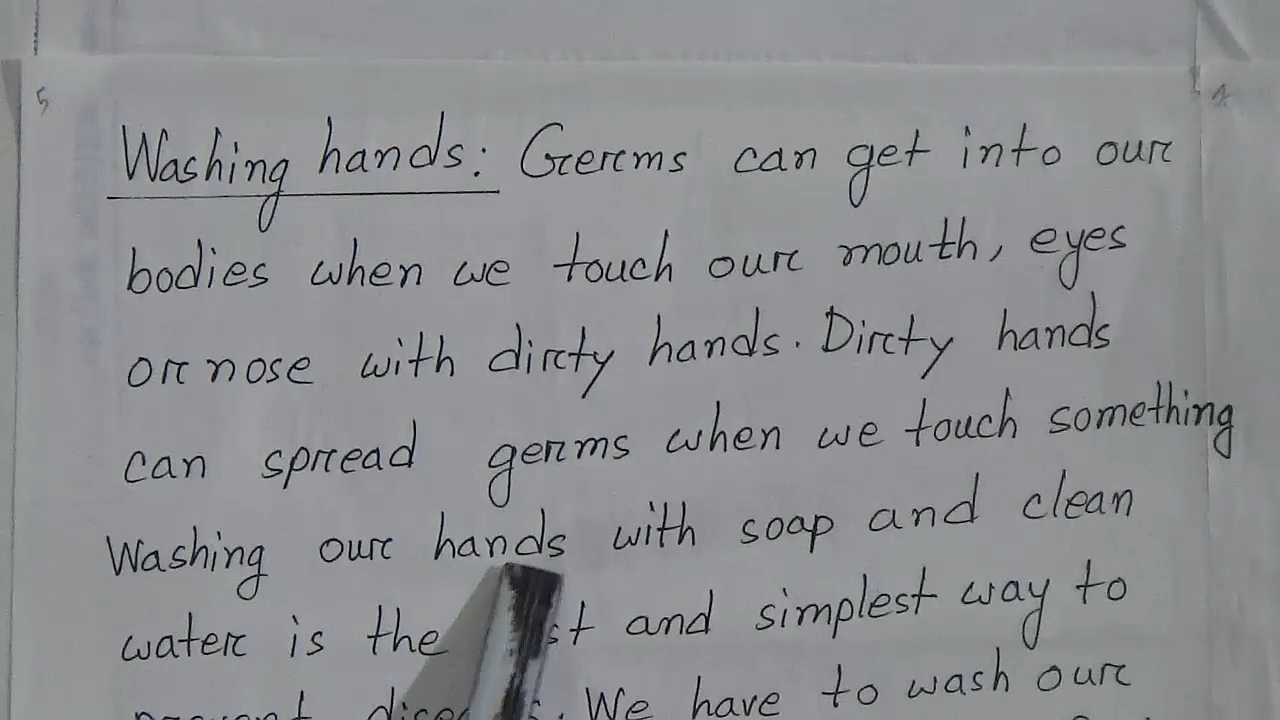 5
Washing hands: Germs can get into our
bodies when we touch our mouth, eyes
or nose with dirty hands. Dirty hands
can spread germs when we touch something
Washing our hands with soap and clean
water is the and simplest way to
We have to wash our